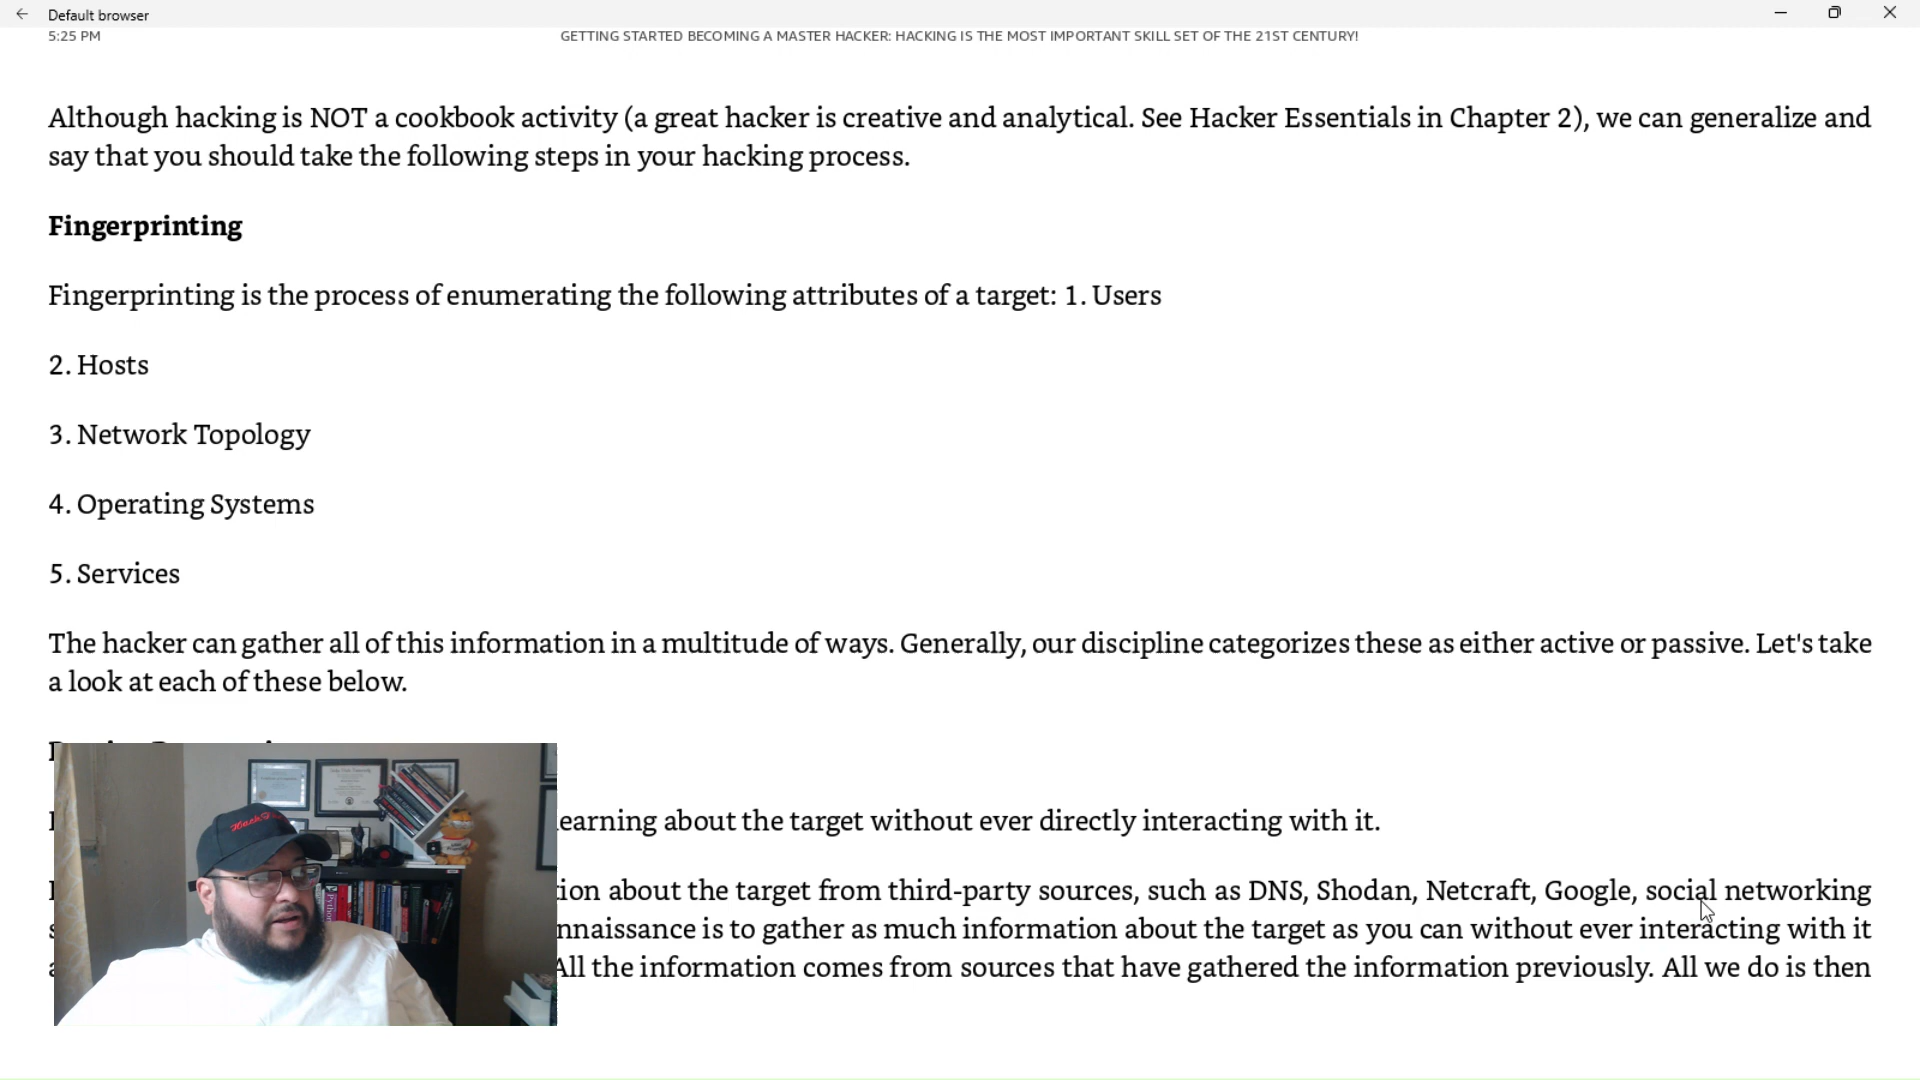 Default browser
5:25 PM
GETTING STARTED BECOMING A MASTER HACKER: HACKING IS THE MOST IMPORTANT SKILL SET OF THE 21ST CENTURY!
Although hacking is NOT a cookbook activity (a great hacker is creative and analytical. See Hacker Essentials in Chapter 2), we can generalize and
say that you should take the following steps in your hacking process.
Fingerprinting
Fingerprinting is the process of enumerating the following attributes of a target: 1. Users
2. Hosts
3. Network Topology
4. Operating Systems
5. Services
The hacker can gather all of this information in a multitude of ways. Generally, our discipline categorizes these as either active or passive. Let's take
a look at each of these below.
earning about the target without ever directly interacting with it.
tion about the target from third-party sources, such as DNS, Shodan, Netcraft, Google, social networking
nnaissance is to gather as much information about the target as you can without ever interacting with it
All the information comes from sources that have gathered the information previously. All we do is then